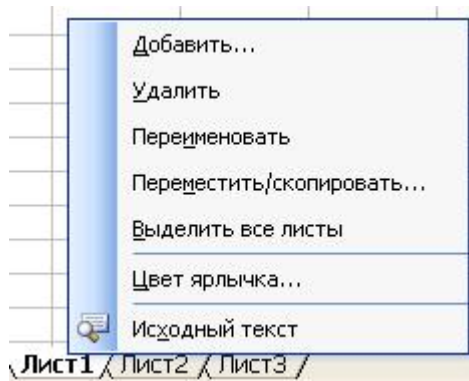 Добавить...
Удалить
Переименовать
Переместить/скопировать...
Выделить все листы
Цвет ярлычка...
Исходный текст
Лист1 / Лист2 / Лист3 /